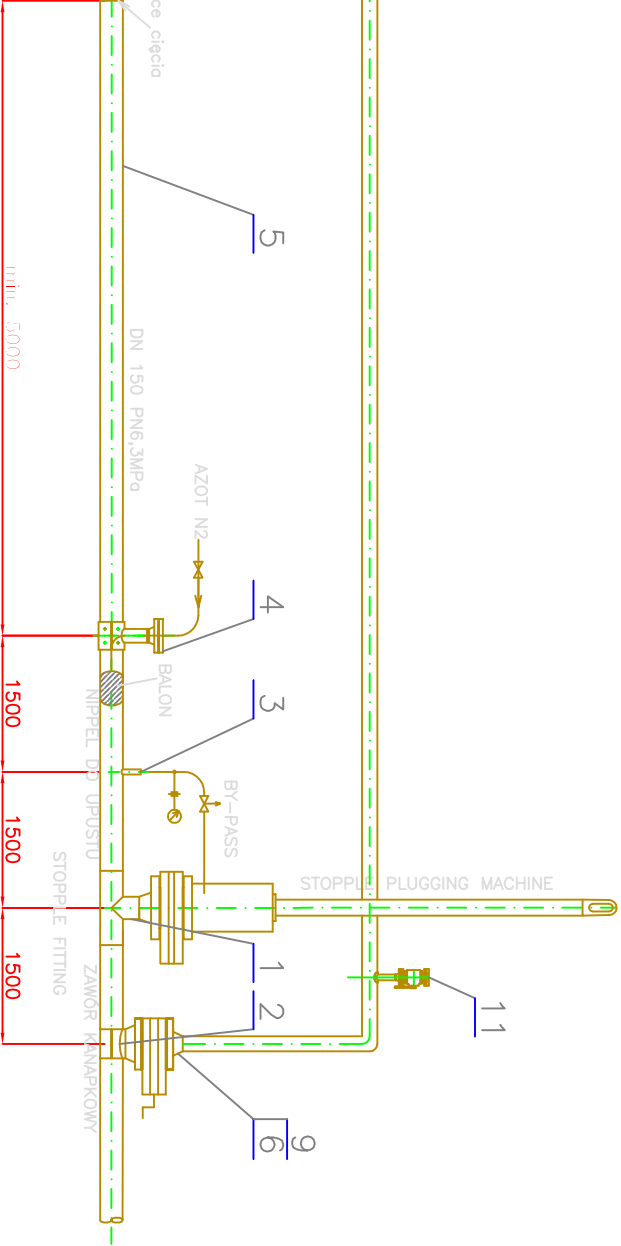 ce cięcia
5
min. 5000
DN 150 PN6,3MPa
AZOT N2
4
BALON
3
1500
NIPPEL DO UPUSTU
BY-PASS
1500
STOPPLE PLUGGING MACHINE
STOPPLE FITTING
1
1500
2
11
ZAWÓR KANAPKOWY
9
6